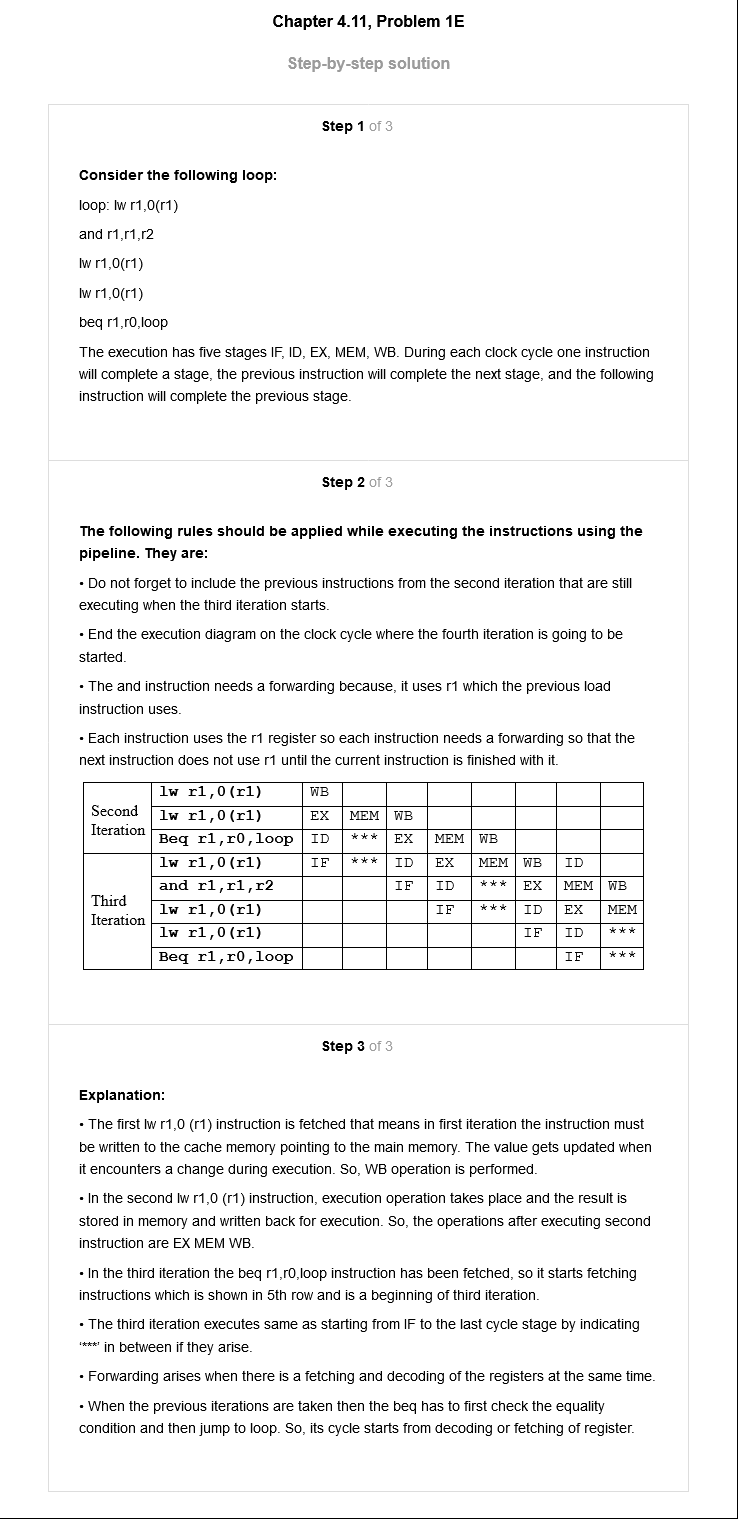 Chapter 4.11, Problem 1E
Step-by-step solution
Step 1 of 3
Consider the following loop:
loop: lw r1,0(r1)
and r1,r1,r2
lw r1,0(r1)
lw r1,0(r1)
beq r1,r0,loop
The execution has five stages IF, ID, EX, MEM, WB. During each clock cycle one instruction
will complete a stage, the previous instruction will complete the next stage, and the following
instruction will complete the previous stage.
Step 2 of 3
The following rules should be applied while executing the instructions using the
pipeline. They are:
• Do not forget to include the previous instructions from the second iteration that are still
executing when the third iteration starts.
• End the execution diagram on the clock cycle where the fourth iteration is going to be
started.
• The and instruction needs a forwarding because, it uses r1 which the previous load
instruction uses.
• Each instruction uses the r1 register so each instruction needs a forwarding so that the
next instruction does not use r1 until the current instruction is finished with it.
Second
Iteration
lw r1,0(r1) WB
lw r1,0(r1) EX MEM WB
Beq r1,r0,loop ID *** EX MEM WB
Third
Iteration
lw r1,0(r1) IF *** ID EX MEM WB ID
and r1,r1,r2 IF ID *** EX MEM WB
lw r1,0(r1) IF *** ID EX MEM
lw r1,0(r1) IF ID ***
Beq r1,r0,loop IF ***
Step 3 of 3
Explanation:
• The first lw r1,0 (r1) instruction is fetched that means in first iteration the instruction must
be written to the cache memory pointing to the main memory. The value gets updated when
it encounters a change during execution. So, WB operation is performed.
• In the second lw r1,0 (r1) instruction, execution operation takes place and the result is
stored in memory and written back for execution. So, the operations after executing second
instruction are EX MEM WB.
• In the third iteration the beq r1,r0,loop instruction has been fetched, so it starts fetching
instructions which is shown in 5th row and is a beginning of third iteration.
• The third iteration executes same as starting from IF to the last cycle stage by indicating
‘***’ in between if they arise.
• Forwarding arises when there is a fetching and decoding of the registers at the same time.
• When the previous iterations are taken then the beq has to first check the equality
condition and then jump to loop. So, its cycle starts from decoding or fetching of register.